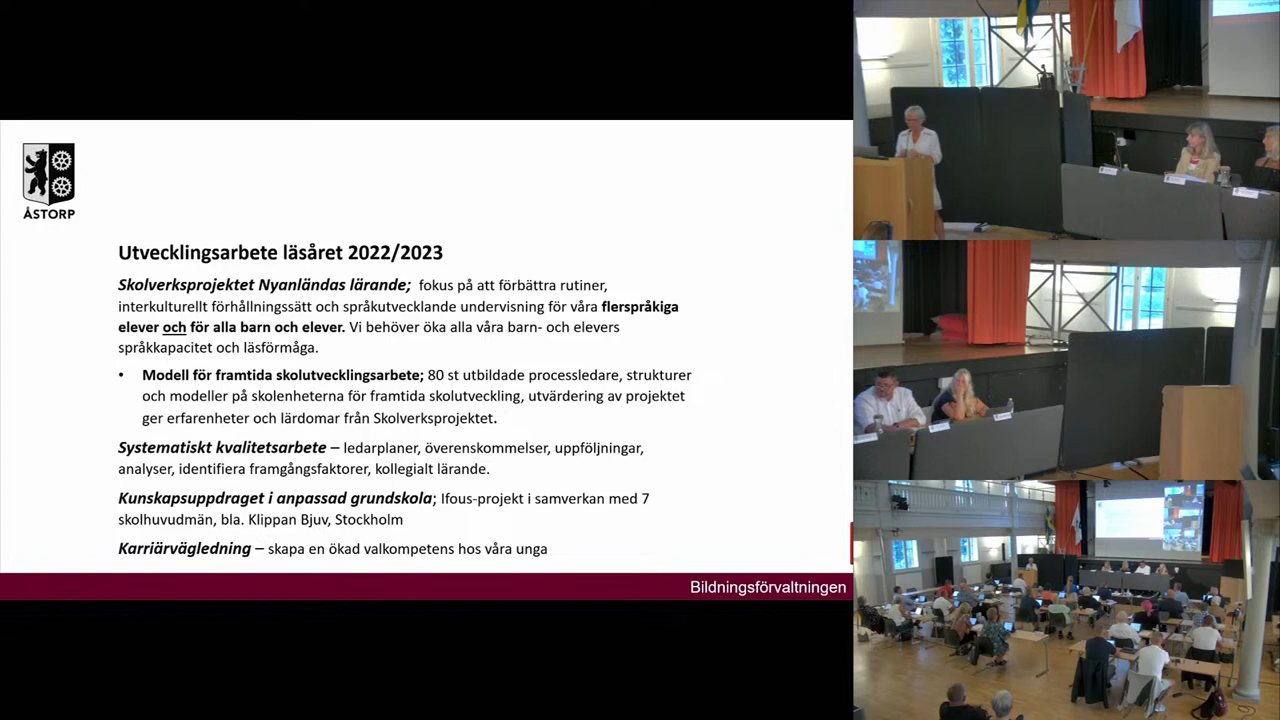 ÅSTORP
Utvecklingsarbete läsåret 2022/2023
Skolverksprojektet Nyanländas lärande; fokus på att förbättra rutiner,
interkulturellt förhållningssätt och språkutvecklande undervisning för våra flerspråkiga
elever och för alla barn och elever. Vi behöver öka alla våra barn- och elevers
språkkapacitet och läsförmåga.
• Modell för framtida skolutvecklingsarbete; 80 st utbildade processledare, strukturer
och modeller på skolenheterna för framtida skolutveckling, utvärdering av projektet
ger erfarenheter och lärdomar från Skolverksprojektet.
Systematiskt kvalitetsarbete – ledarplaner, överenskommelser, uppföljningar,
analyser, identifiera framgångsfaktorer, kollegialt lärande.
Kunskapsuppdraget i anpassad grundskola; Ifous-projekt i samverkan med 7
skolhuvudmän, bla. Klippan Bjuv, Stockholm
Karriärvägledning – skapa en ökad valkompetens hos våra unga
Bildningsförvaltningen